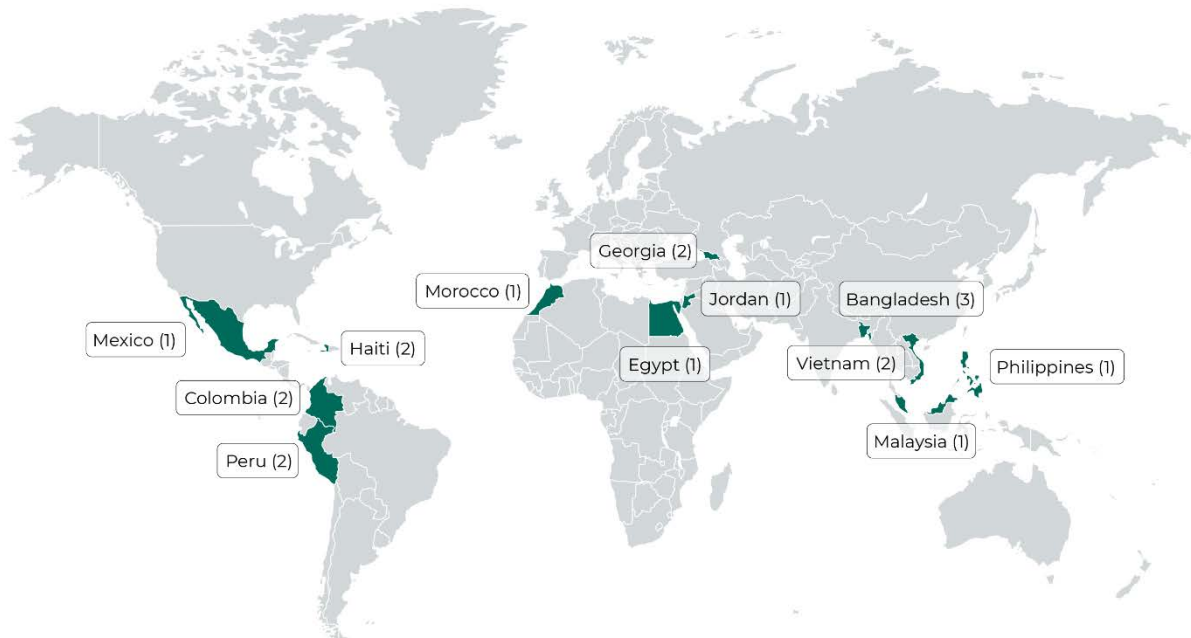 Georgia (2)
Morocco (1)
Jordan (1)
Bangladesh (3)
Mexico (1)
Haiti (2)
Egypt (1)
Vietnam (2)
Philippines (1)
Colombia (2)
Malaysia (1)
Peru (2)